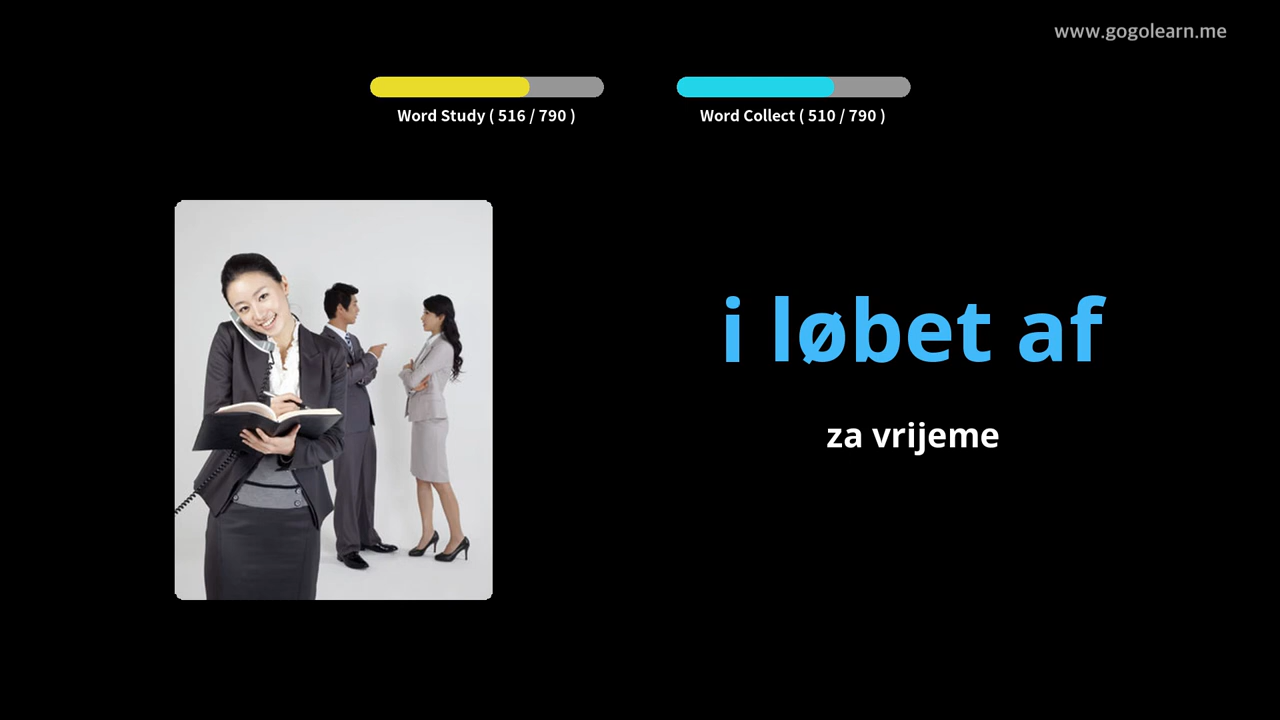 www.gogolearn.me
Word Study ( 516 / 790 )
Word Collect ( 510 / 790 )
i løbet af
za vrijeme